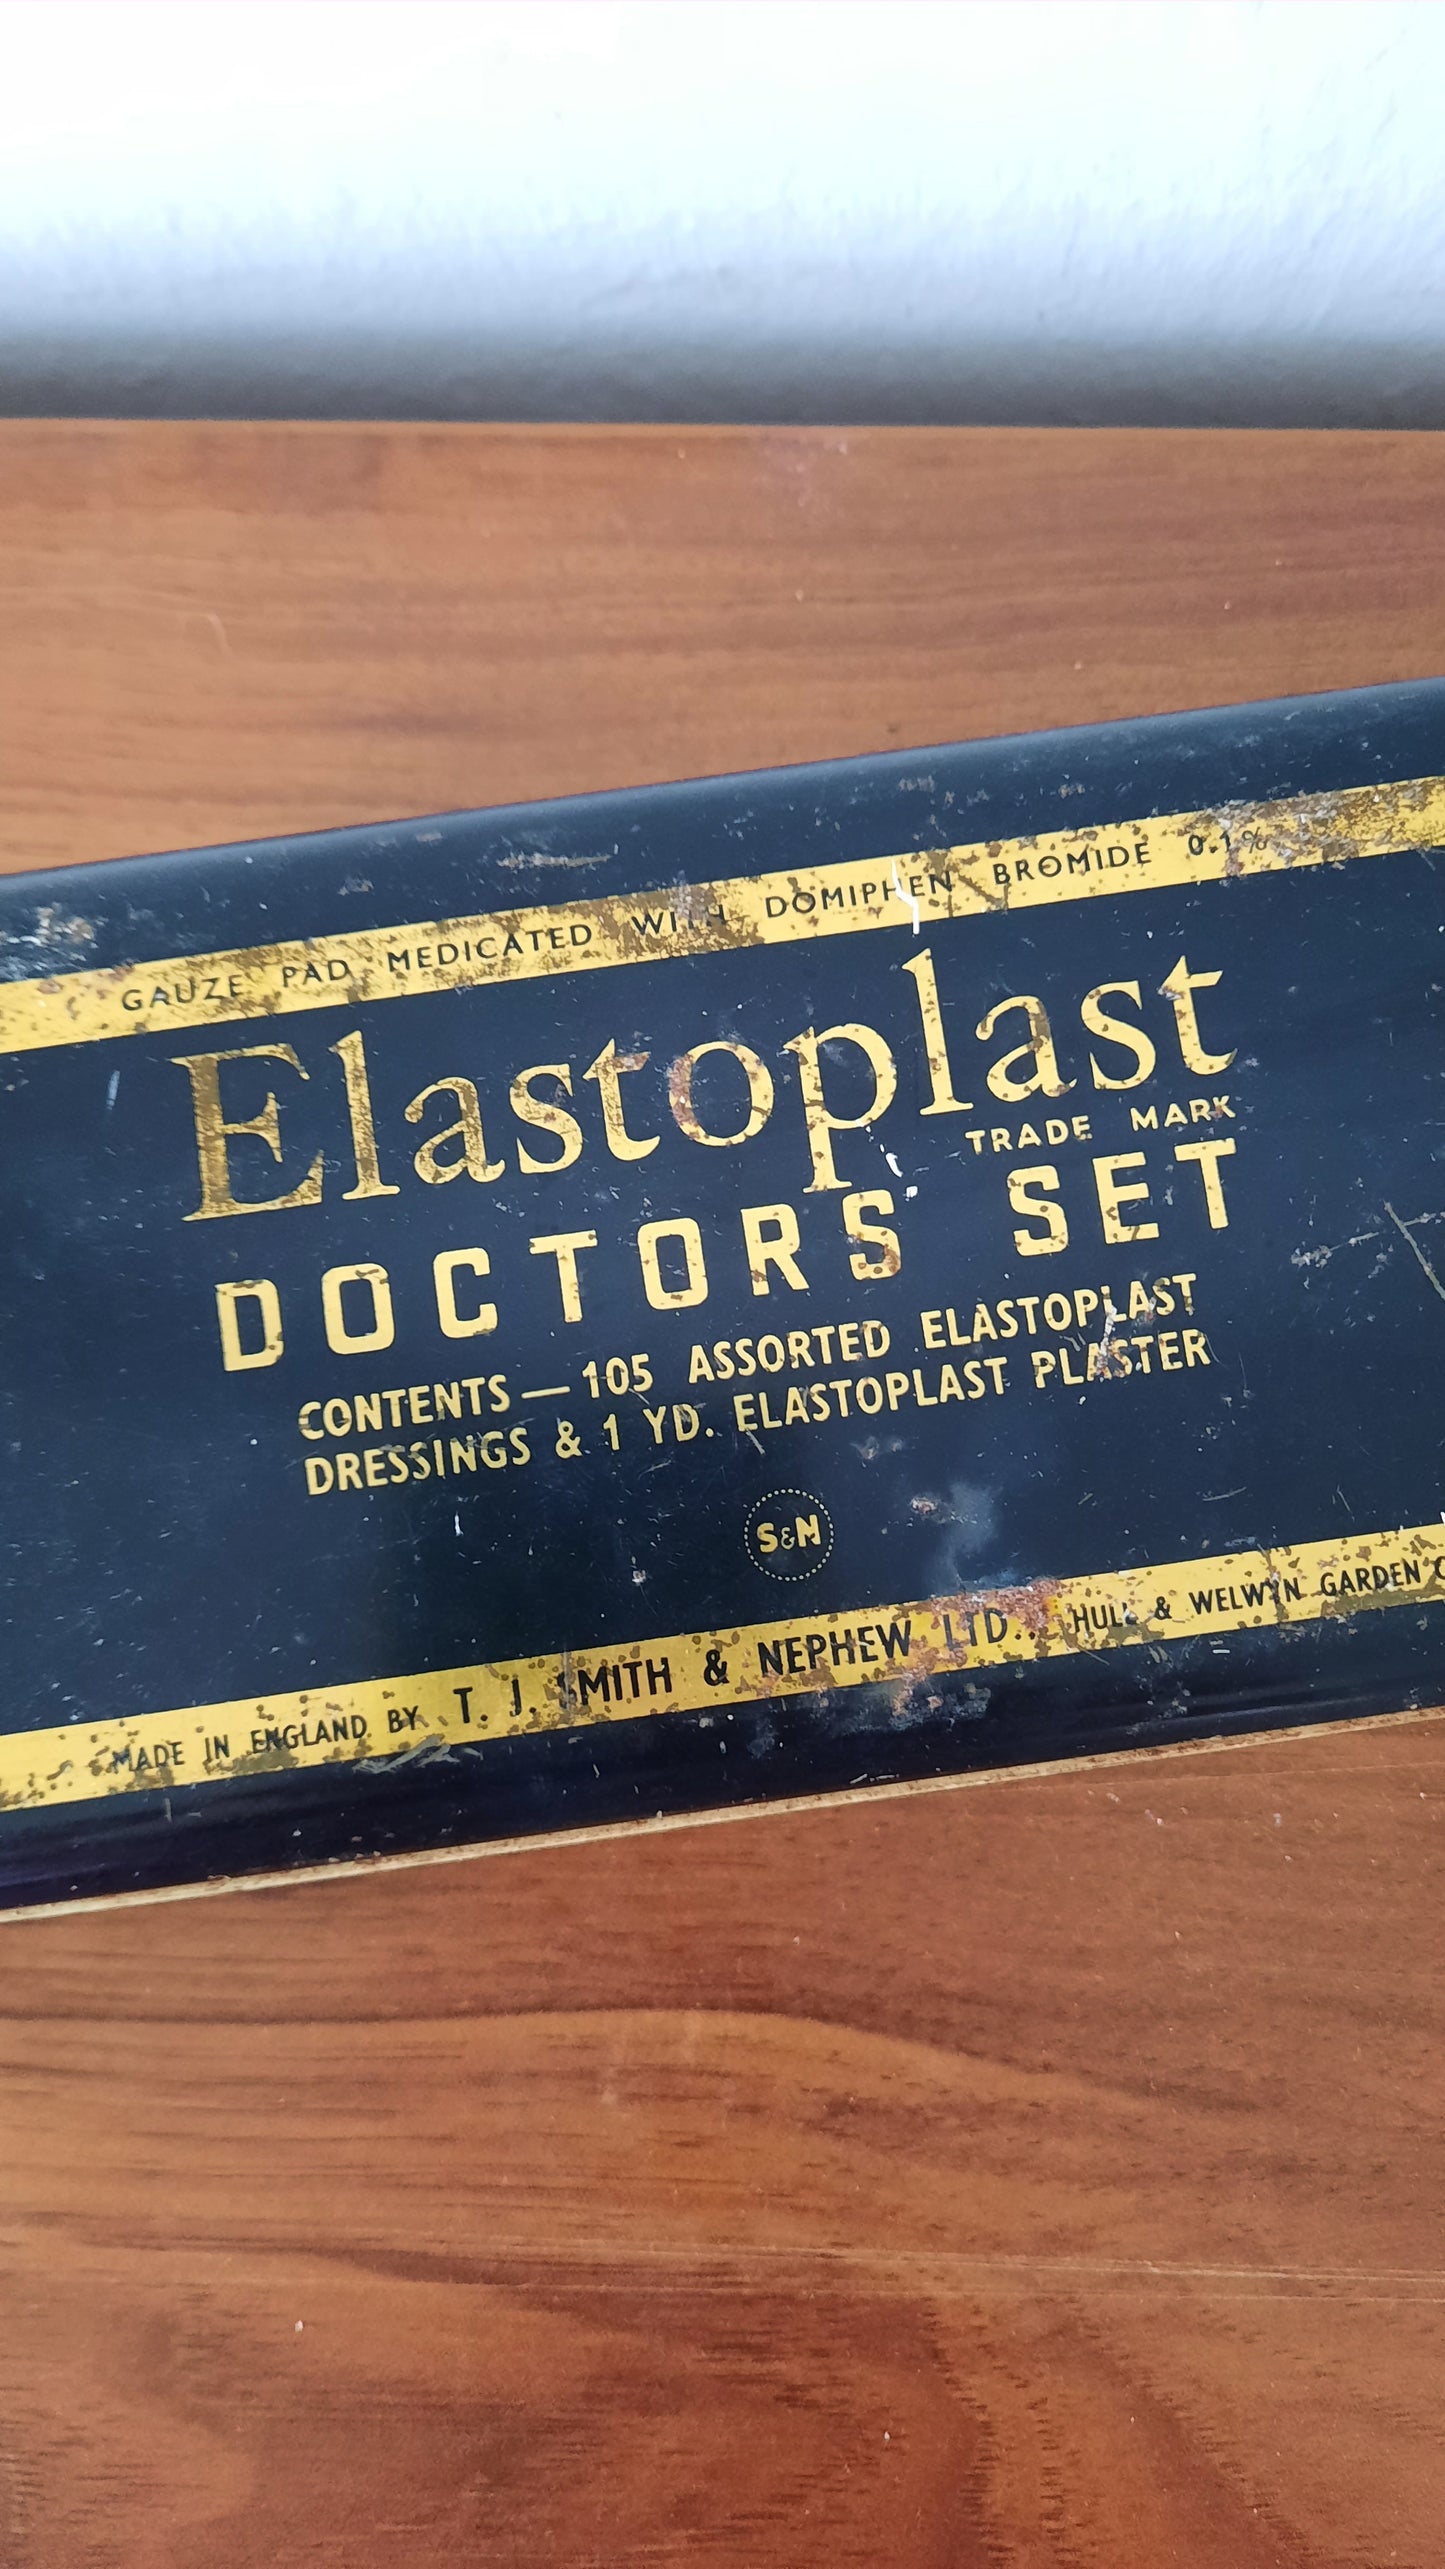 GAUZE PAD MEDICATED WITH DOMIPHEN BROMIDE 0.1%
Elastoplast
TRADE MARK
DOCTORS SET
CONTENTS — 105 ASSORTED ELASTOPLAST
DRESSINGS & 1 YD. ELASTOPLAST PLASTER
S&N
MADE IN ENGLAND BY T. J. SMITH & NEPHEW LTD., HULL & WELWYN GARDEN